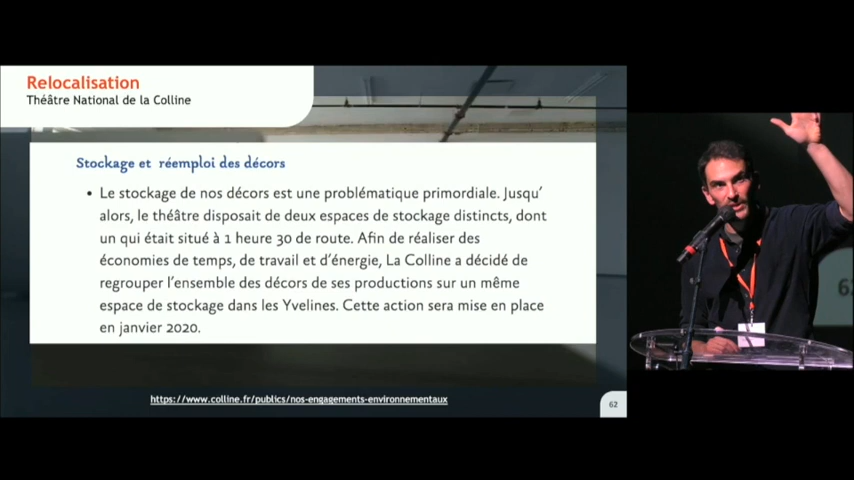 Relocalisation
Théâtre National de la Colline
Stockage et réemploi des décors
• Le stockage de nos décors est une problématique primordiale. Jusqu'
alors, le théâtre disposait de deux espaces de stockage distincts, dont
un qui était situé à 1 heure 30 de route. Afin de réaliser des
économies de temps, de travail et d'énergie, La Colline a décidé de
regrouper l'ensemble des décors de ses productions sur un même
espace de stockage dans les Yvelines. Cette action sera mise en place
en janvier 2020.
https://www.colline.fr/publics/nos-engagements-environnementaux
62